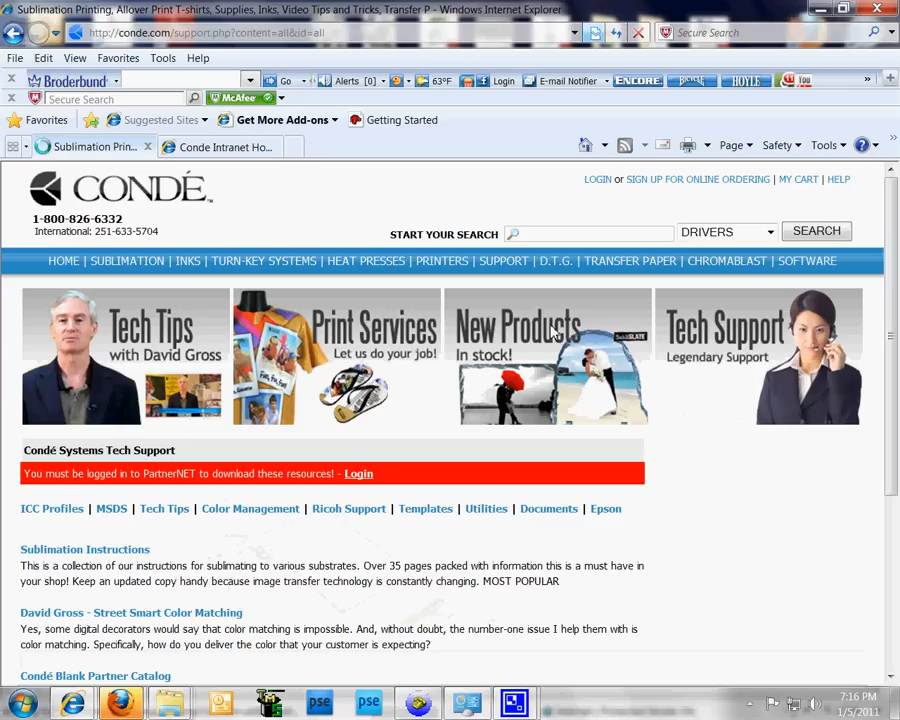 Sublimation Printing, Allover Print T-shirts, Supplies, Inks, Video Tips and Tricks, Transfer P - Windows Internet Explorer
http://conde.com/support.php?content=all&id=all
Secure Search
File Edit View Favorites Tools Help
Broderbund Go Alerts [0] 63°F Login E-mail Notifier ENCORE BICYCLE HOYLE You »
Secure Search McAfee
Favorites Suggested Sites Get More Add-ons Getting Started
Sublimation Prin... x Conde Intranet Ho... Page Safety Tools »
CONDÉ™
LOGIN or SIGN UP FOR ONLINE ORDERING | MY CART | HELP
1-800-826-6332
International: 251-633-5704
START YOUR SEARCH DRIVERS SEARCH
HOME | SUBLIMATION | INKS | TURN-KEY SYSTEMS | HEAT PRESSES | PRINTERS | SUPPORT | D.T.G. | TRANSFER PAPER | CHROMABLAST | SOFTWARE
Tech Tips
with David Gross
Print Services
Let us do your job!
New Products
In stock!
Tech Support
Legendary Support
Condé Systems Tech Support
You must be logged in to PartnerNET to download these resources! - Login
ICC Profiles | MSDS | Tech Tips | Color Management | Ricoh Support | Templates | Utilities | Documents | Epson
Sublimation Instructions
This is a collection of our instructions for sublimating to various substrates. Over 35 pages packed with information this is a must have in
your shop! Keep an updated copy handy because image transfer technology is constantly changing. MOST POPULAR
David Gross - Street Smart Color Matching
Yes, some digital decorators would say that color matching is impossible. And, without doubt, the number-one issue I help them with is
color matching. Specifically, how do you deliver the color that your customer is expecting?
Condé Blank Partner Catalog
pse pse
7:16 PM
1/5/2011